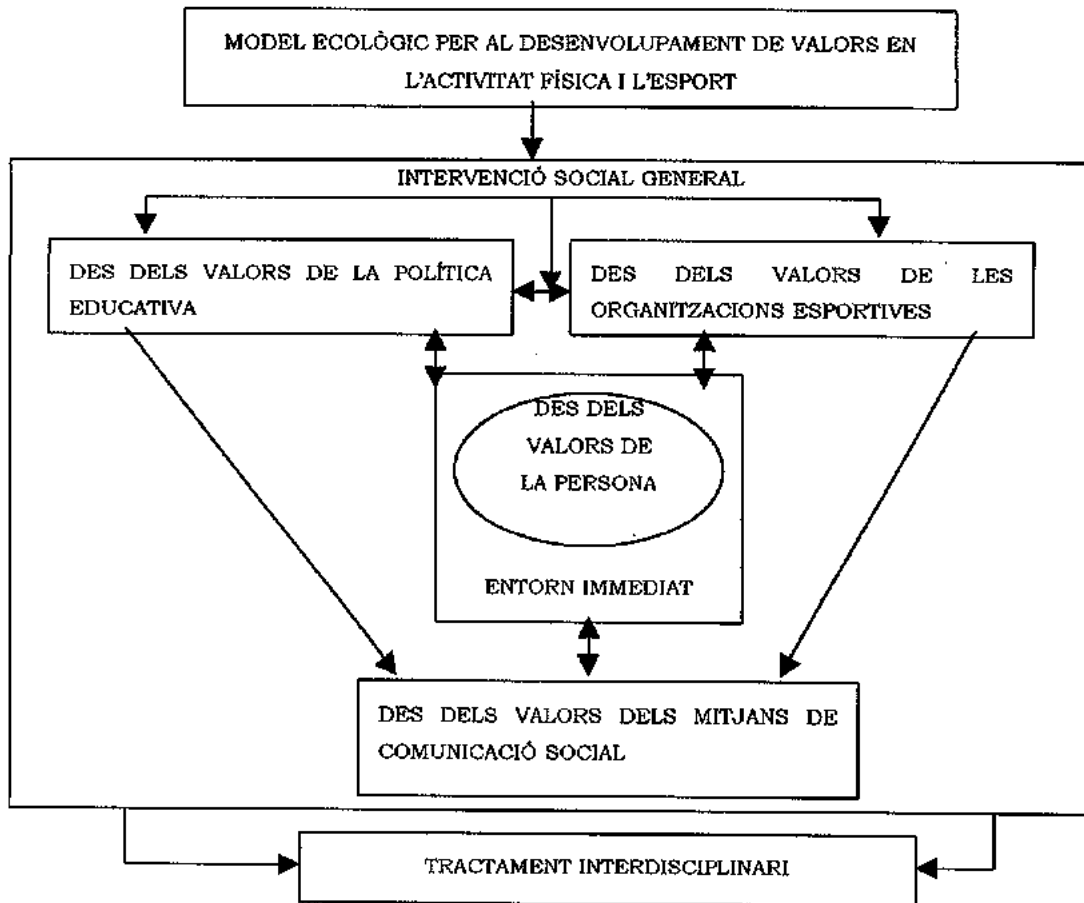 MODEL ECOLÒGIC PER AL DESENVOLUPAMENT DE VALORS EN
L'ACTIVITAT FÍSICA I L'ESPORT
INTERVENCIÓ SOCIAL GENERAL
DES DELS VALORS DE LA POLÍTICA
EDUCATIVA
DES DELS VALORS DE LES
ORGANITZACIONS ESPORTIVES
DES DELS
VALORS DE
LA PERSONA
ENTORN IMMEDIAT
DES DELS VALORS DELS MITJANS DE
COMUNICACIÓ SOCIAL
TRACTAMENT INTERDISCIPLINARI